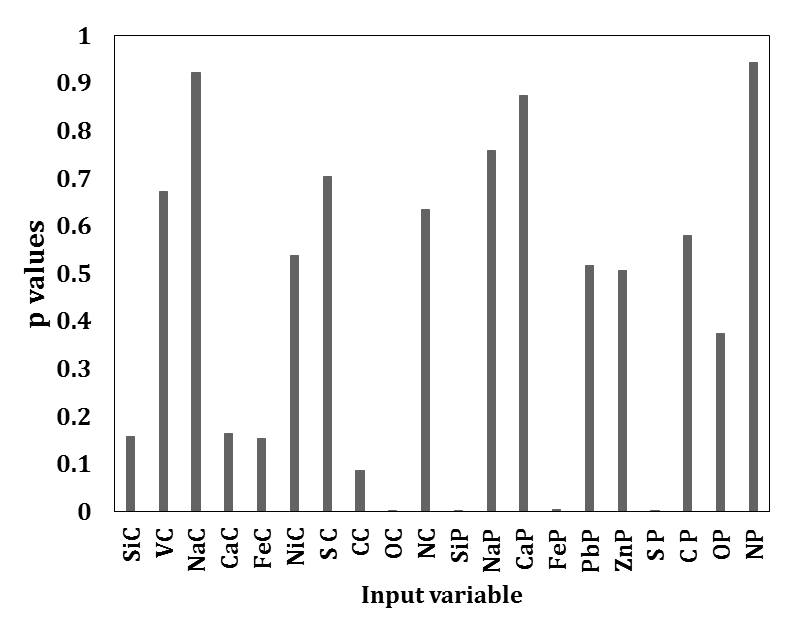 1
0.9
0.8
0.7
0.6
0.5
0.4
0.3
0.2
0.1
0
p values
SiC
VC
NaC
CaC
FeC
NiC
S C
CC
OC
NC
SiP
NaP
CaP
FeP
PbP
ZnP
S P
C P
OP
NP
Input variable